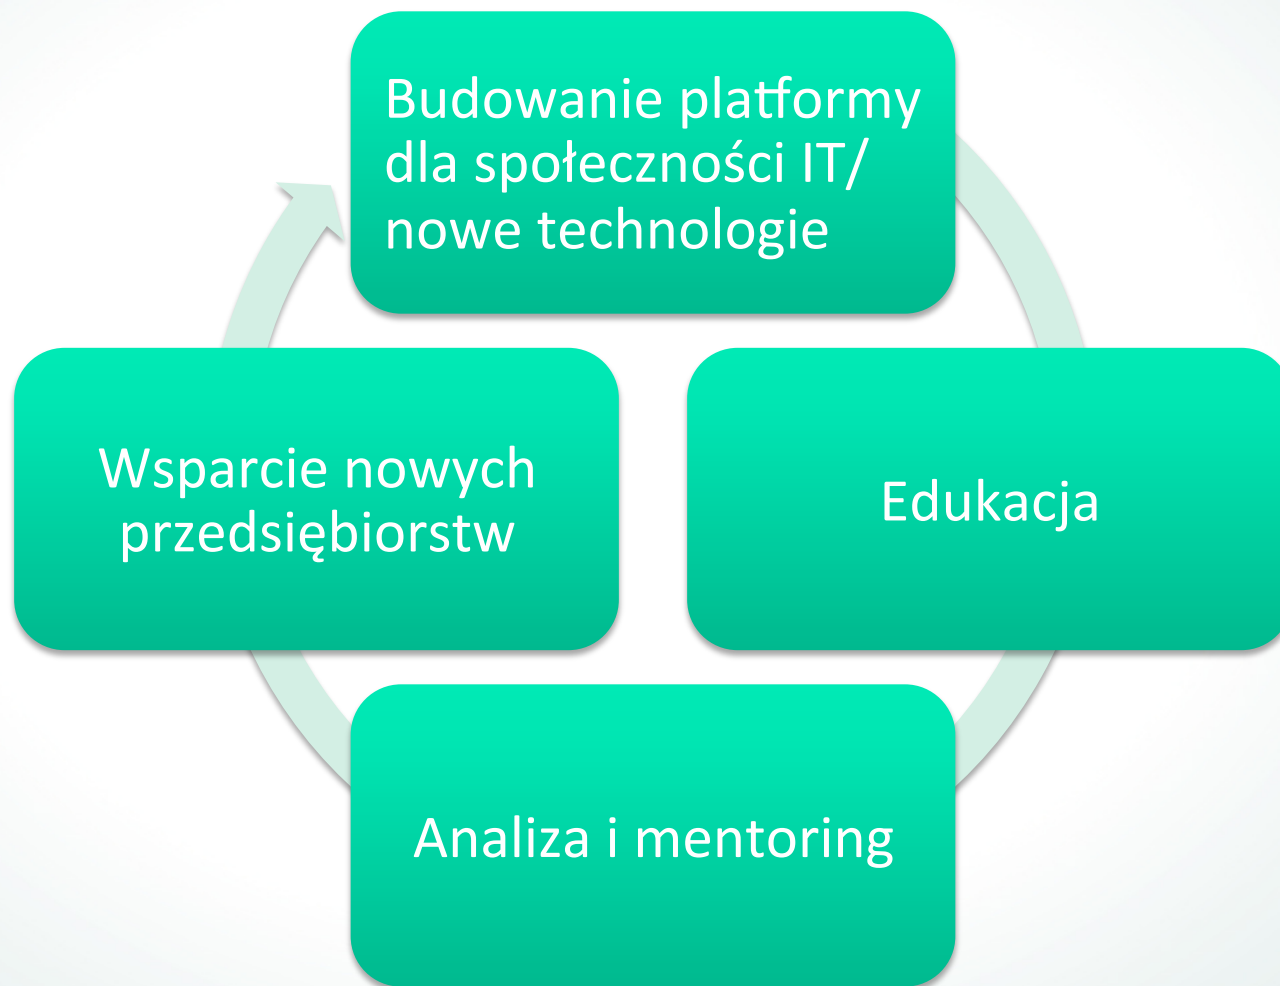 Budowanie platformy
dla społeczności IT/
nowe technologie
Wsparcie nowych
przedsiębiorstw
Edukacja
Analiza i mentoring